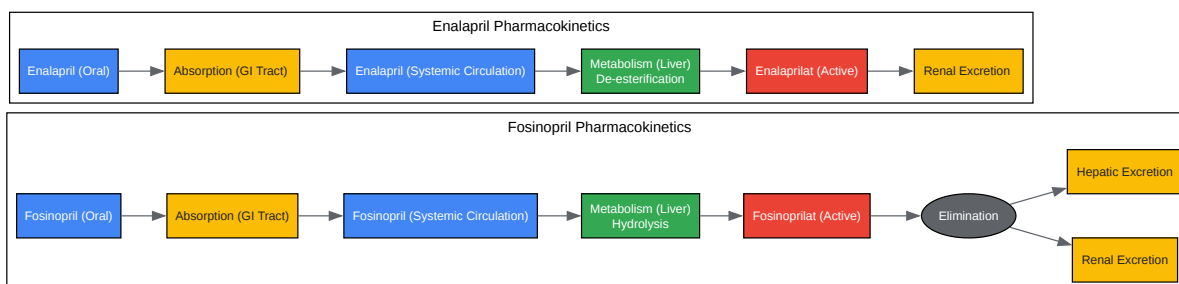 Enalapril Pharmacokinetics
Enalapril (Oral)
Absorption (GI Tract)
Enalapril (Systemic Circulation)
Metabolism (Liver)
De-esterification
Enalaprilat (Active)
Renal Excretion
Fosinopril Pharmacokinetics
Fosinopril (Oral)
Absorption (GI Tract)
Fosinopril (Systemic Circulation)
Metabolism (Liver)
Hydrolysis
Fosinoprilat (Active)
Elimination
Hepatic Excretion
Renal Excretion